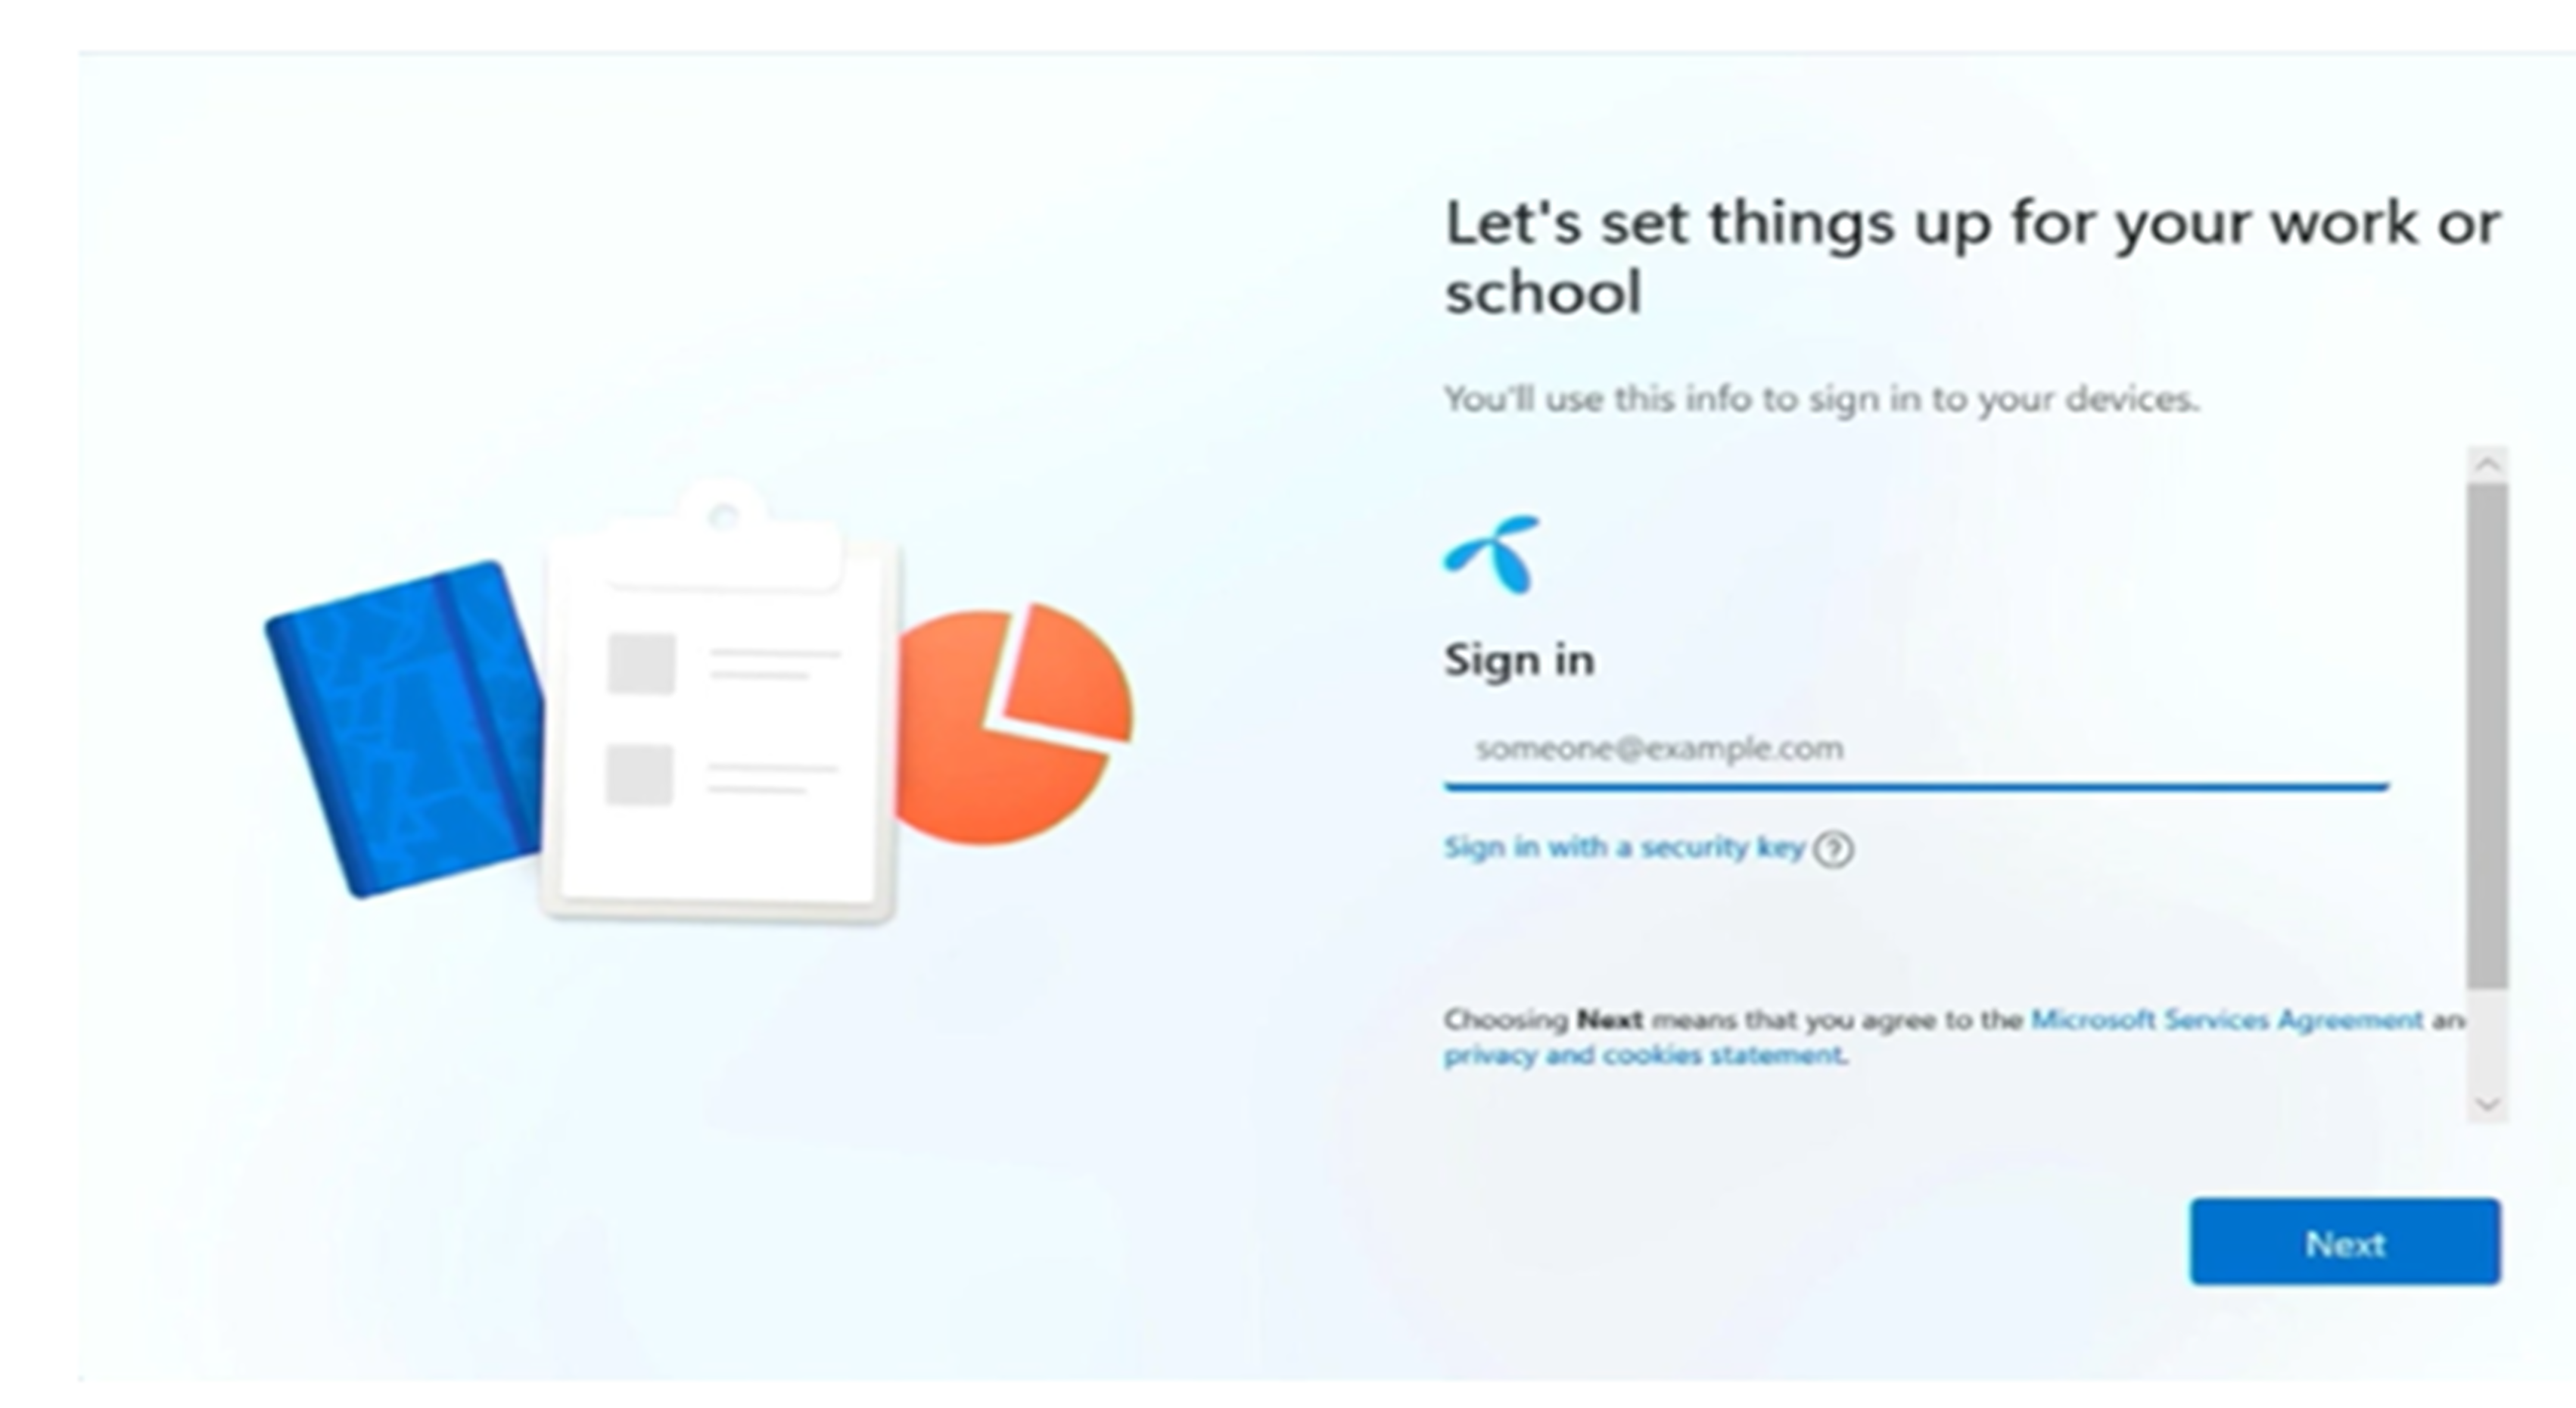 Let's set things up for your work or
school
You'll use this info to sign in to your devices.
Sign in
someone@example.com
Sign in with a security key ?
Choosing Next means that you agree to the Microsoft Services Agreement an
privacy and cookies statement.
Next